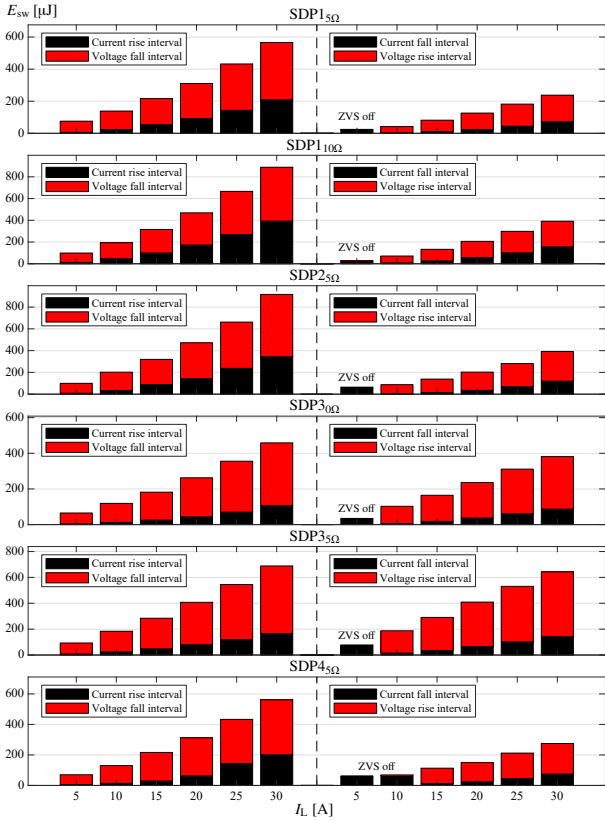 E_sw [μJ]
SDP1_5Ω
600
400
200
0
Current rise interval
Voltage fall interval
Current fall interval
Voltage rise interval
ZVS off
SDP1_10Ω
800
600
400
200
0
Current rise interval
Voltage fall interval
Current fall interval
Voltage rise interval
ZVS off
SDP2_5Ω
800
600
400
200
0
Current rise interval
Voltage fall interval
Current fall interval
Voltage rise interval
ZVS off
SDP3_0Ω
600
400
200
0
Current rise interval
Voltage fall interval
Current fall interval
Voltage rise interval
ZVS off
SDP3_5Ω
800
600
400
200
0
Current rise interval
Voltage fall interval
Current fall interval
Voltage rise interval
ZVS off
SDP4_5Ω
600
400
200
0
Current rise interval
Voltage fall interval
Current fall interval
Voltage rise interval
ZVS off
5 10 15 20 25 30 5 10 15 20 25 30
I_L [A]